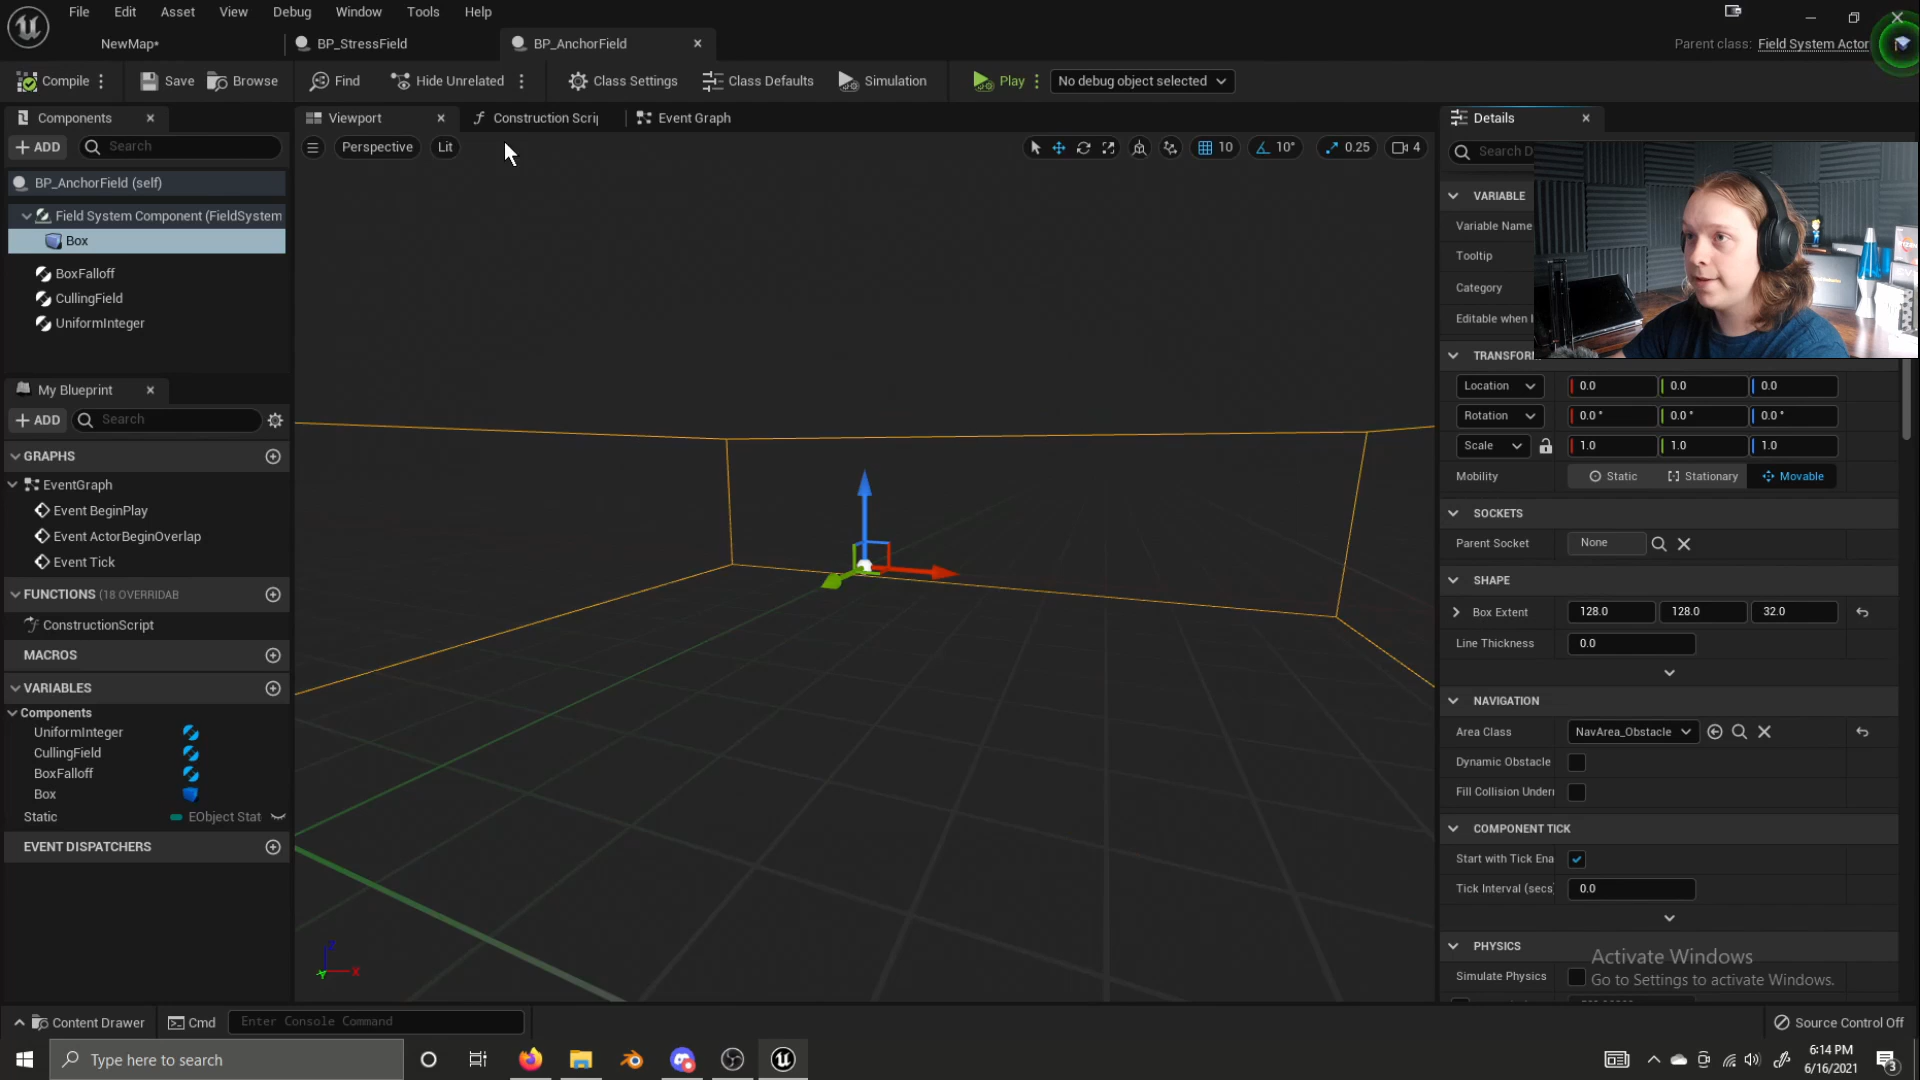 File Edit Asset View Debug Window Tools Help
NewMap* BP_StressField BP_AnchorField Parent class: Field System Actor
Compile Save Browse Find Hide Unrelated Class Settings Class Defaults Simulation Play No debug object selected
Components Viewport Construction Scri Event Graph Details
ADD Search Perspective Lit 10 10° 0.25 4 Search D
BP_AnchorField (self)
Field System Component (FieldSystem
Box
BoxFalloff
CullingField
UniformInteger
My Blueprint
ADD Search
GRAPHS
EventGraph
Event BeginPlay
Event ActorBeginOverlap
Event Tick
FUNCTIONS (18 OVERRIDAB
ConstructionScript
MACROS
VARIABLES
Components
UniformInteger
CullingField
BoxFalloff
Box
Static EObject Stat
EVENT DISPATCHERS
VARIABLE
Variable Name
Tooltip
Category
Editable when
TRANSFOR
Location 0.0 0.0 0.0
Rotation 0.0 ° 0.0 ° 0.0 °
Scale 1.0 1.0 1.0
Mobility Static Stationary Movable
SOCKETS
Parent Socket None
SHAPE
Box Extent 128.0 128.0 32.0
Line Thickness 0.0
NAVIGATION
Area Class NavArea_Obstacle
Dynamic Obstacle
Fill Collision Undern
COMPONENT TICK
Start with Tick Ena
Tick Interval (secs)
0.0
PHYSICS
Simulate Physics
Activate Windows
Go to Settings to activate Windows.
Z
X
Y
Content Drawer Cmd Enter Console Command Source Control Off
Type here to search
6:14 PM
6/16/2021
3